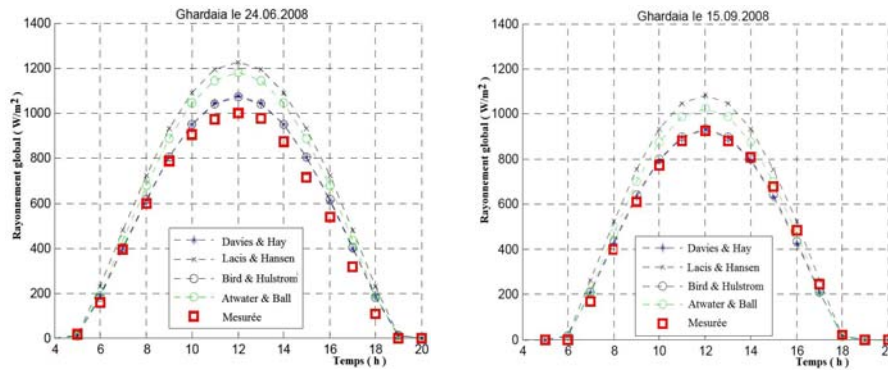 Ghardaia le 24.06.2008
Rayonnement global ( W/m²)
1400
1200
1000
800
600
400
200
0
4
6
8
10
12
14
16
18
20
Temps ( h )
Davies & Hay
Lacis & Hansen
Bird & Hulstrom
Atwater & Ball
Mesurée
Ghardaia le 15.09.2008
Rayonnement global ( W/m²)
1400
1200
1000
800
600
400
200
0
4
6
8
10
12
14
16
18
20
Temps ( h )
Davies & Hay
Lacis & Hansen
Bird & Hulstrom
Atwater & Ball
Mesurée